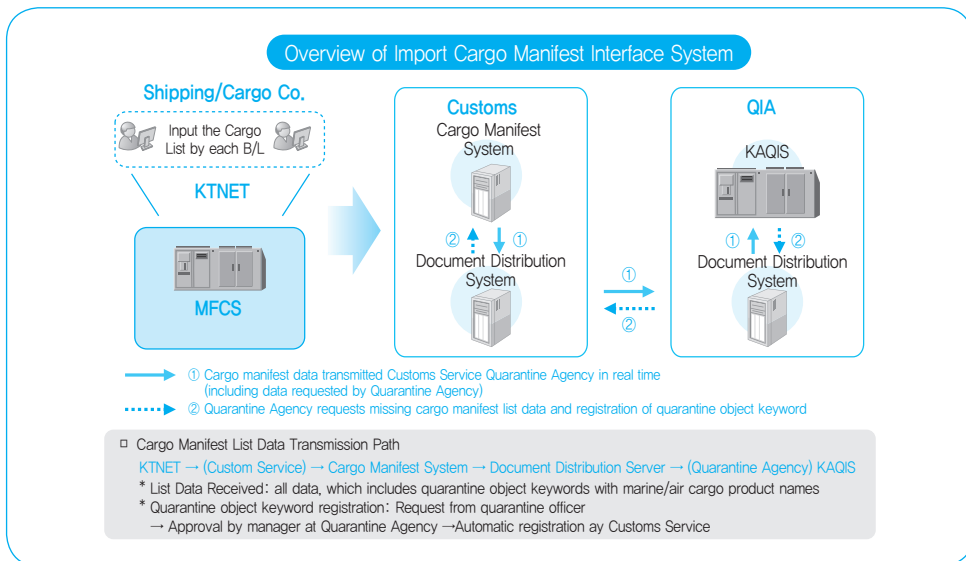 Overview of Import Cargo Manifest Interface System
Shipping/Cargo Co.
Input the Cargo
List by each B/L
KTNET
MFCS
Customs
Cargo Manifest
System
② ①
Document Distribution
System
①
②
QIA
KAQIS
① ②
Document Distribution
System
① Cargo manifest data transmitted Customs Service Quarantine Agency in real time
(including data requested by Quarantine Agency)
② Quarantine Agency requests missing cargo manifest list data and registration of quarantine object keyword
□ Cargo Manifest List Data Transmission Path
KTNET → (Custom Service) → Cargo Manifest System → Document Distribution Server → (Quarantine Agency) KAQIS
* List Data Received: all data, which includes quarantine object keywords with marine/air cargo product names
* Quarantine object keyword registration: Request from quarantine officer
→ Approval by manager at Quarantine Agency →Automatic registration ay Customs Service